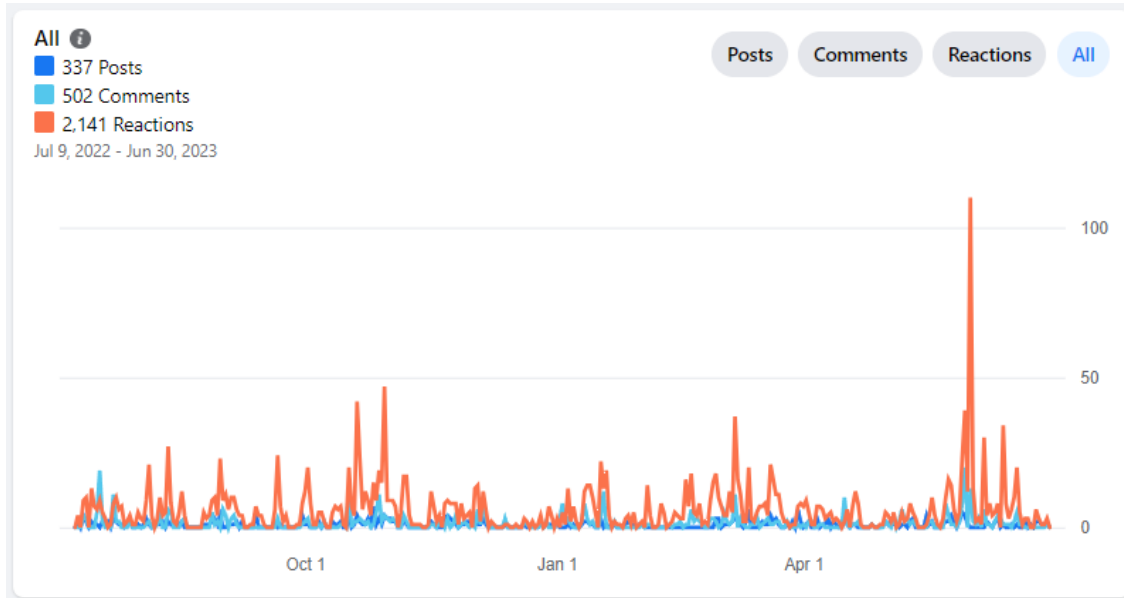 All
337 Posts
502 Comments
2,141 Reactions
Jul 9, 2022 - Jun 30, 2023
Posts Comments Reactions All
100
50
0
Oct 1 Jan 1 Apr 1